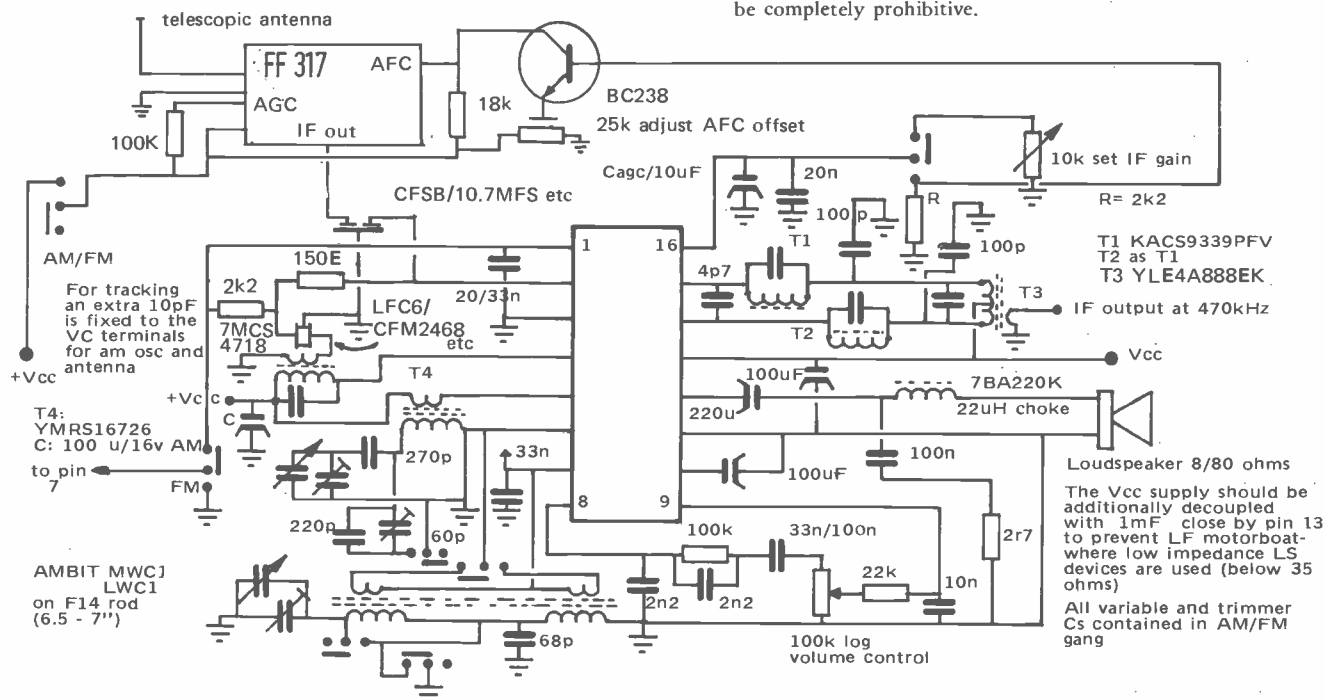 be completely prohibitive.
telescopic antenna
FF 317
AFC
AGC
IF out
100K
18k
BC238
25k adjust AFC offset
10k set IF gain
Cagc/10uF
20n
R
R= 2k2
CFSB/10.7MFS etc
AM/FM
100p
100p
1
16
T1
T1 KACS9339PFV
T2 as T1
T3 YLE4A888EK
150E
2k2
20/33n
4p7
T3
IF output at 470kHz
For tracking
an extra 10pF
is fixed to the
VC terminals
for am osc and
antenna
7MCS
4718
LFC6/
CFM2468
etc
T2
+Vcc
Vcc
+Vcc
C
T4
100uF
220u
7BA220K
22uH choke
T4:
YMRS16726
C: 100 u/16v AM
to pin
7
FM
270p
33n
100uF
100n
Loudspeaker 8/80 ohms
8
9
220p
60p
100k
33n/100n
2r7
The Vcc supply should be
additionally decoupled
with 1mF close by pin 13
to prevent LF motorboat-
where low impedance LS
devices are used (below 35
ohms)
AMBIT MWC1
LWC1
on F14 rod
(6.5 - 7")
2n2
2n2
22k
10n
68p
100k log
volume control
All variable and trimmer
Cs contained in AM/FM
gang